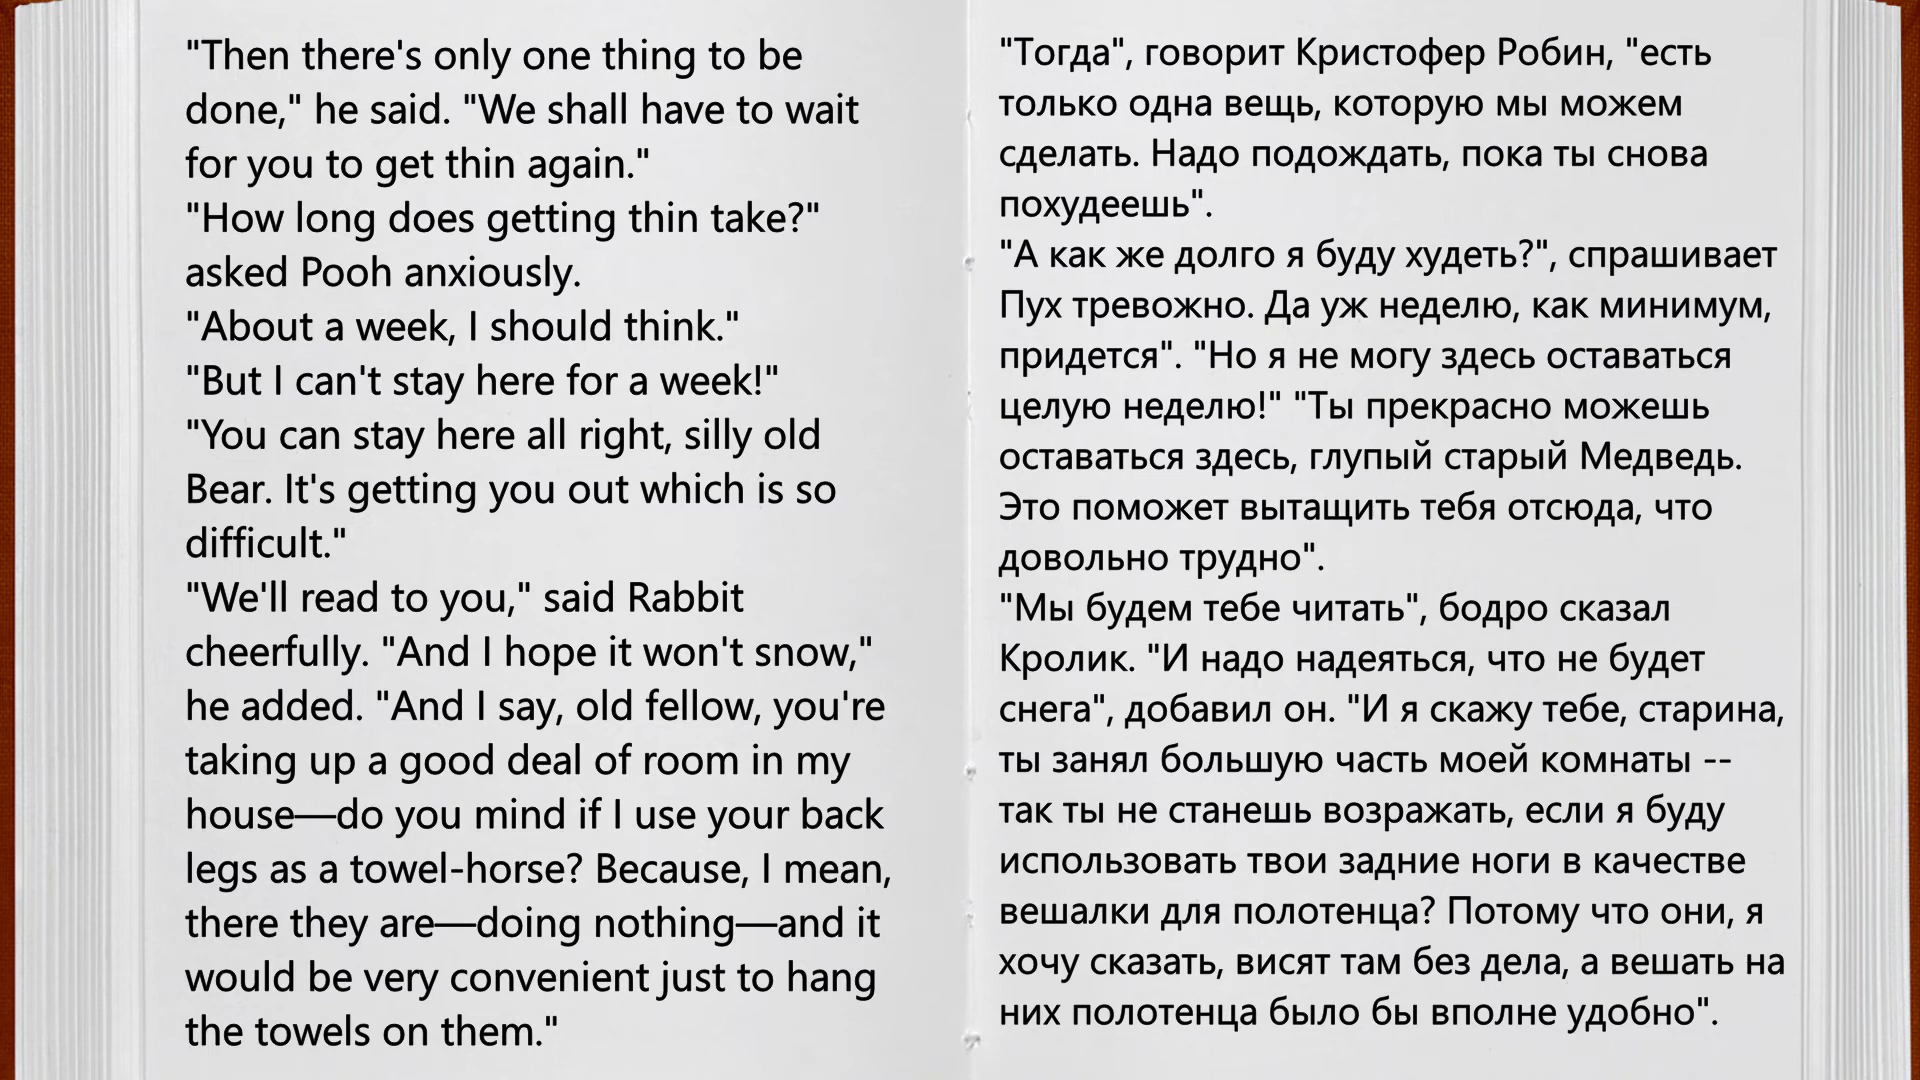 "Then there's only one thing to be
done," he said. "We shall have to wait
for you to get thin again."
"How long does getting thin take?"
asked Pooh anxiously.
"About a week, I should think."
"But I can't stay here for a week!"
"You can stay here all right, silly old
Bear. It's getting you out which is so
difficult."
"We'll read to you," said Rabbit
cheerfully. "And I hope it won't snow,"
he added. "And I say, old fellow, you're
taking up a good deal of room in my
house—do you mind if I use your back
legs as a towel-horse? Because, I mean,
there they are—doing nothing—and it
would be very convenient just to hang
the towels on them."
"Тогда", говорит Кристофер Робин, "есть
только одна вещь, которую мы можем
сделать. Надо подождать, пока ты снова
похудеешь".
"А как же долго я буду худеть?", спрашивает
Пух тревожно. Да уж неделю, как минимум,
придется". "Но я не могу здесь оставаться
целую неделю!" "Ты прекрасно можешь
оставаться здесь, глупый старый Медведь.
Это поможет вытащить тебя отсюда, что
довольно трудно".
"Мы будем тебе читать", бодро сказал
Кролик. "И надо надеяться, что не будет
снега", добавил он. "И я скажу тебе, старина,
ты занял большую часть моей комнаты --
так ты не станешь возражать, если я буду
использовать твои задние ноги в качестве
вешалки для полотенца? Потому что они, я
хочу сказать, висят там без дела, а вешать на
них полотенца было бы вполне удобно".